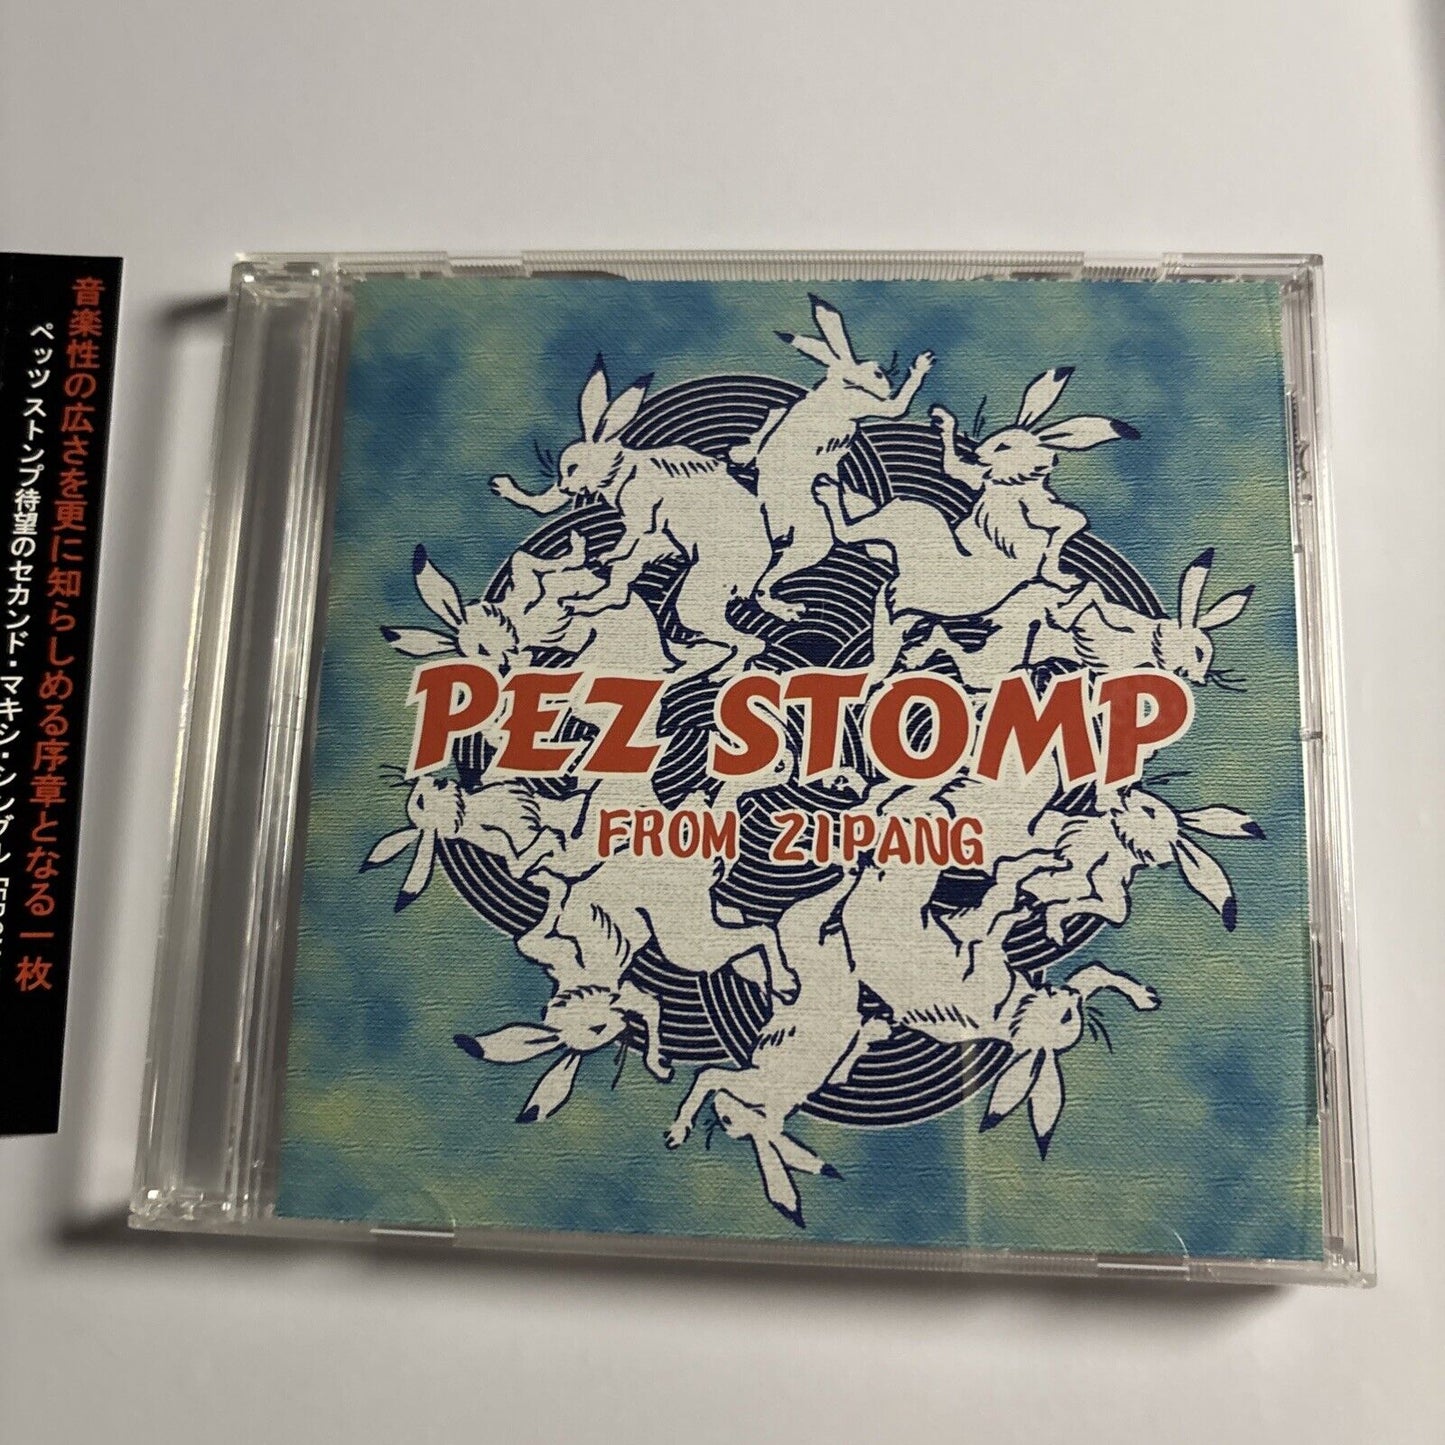 音楽性の広さを更に知らしめる序章となる一枚
ペッツ ストンプ待望のセカンド・マキシ・シングル
PEZ STOMP
FROM ZIPANG